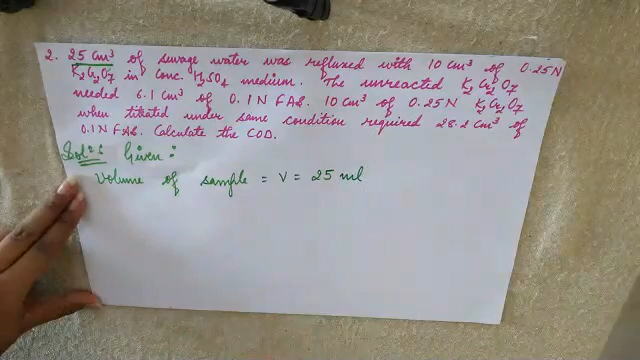 2. 25 cm³ of sewage water was refluxed with 10 cm³ of 0.25N
K₂Cr₂O₇ in conc. H₂SO₄ medium. The unreacted K₂Cr₂O₇
needed 6.1 cm³ of 0.1N FAS. 10 cm³ of 0.25N K₂Cr₂O₇
when titrated under same condition required 28.2 cm³ of
0.1N FAS. Calculate the COD.
Solⁿ: Given:
Volume of sample = V = 25 ml